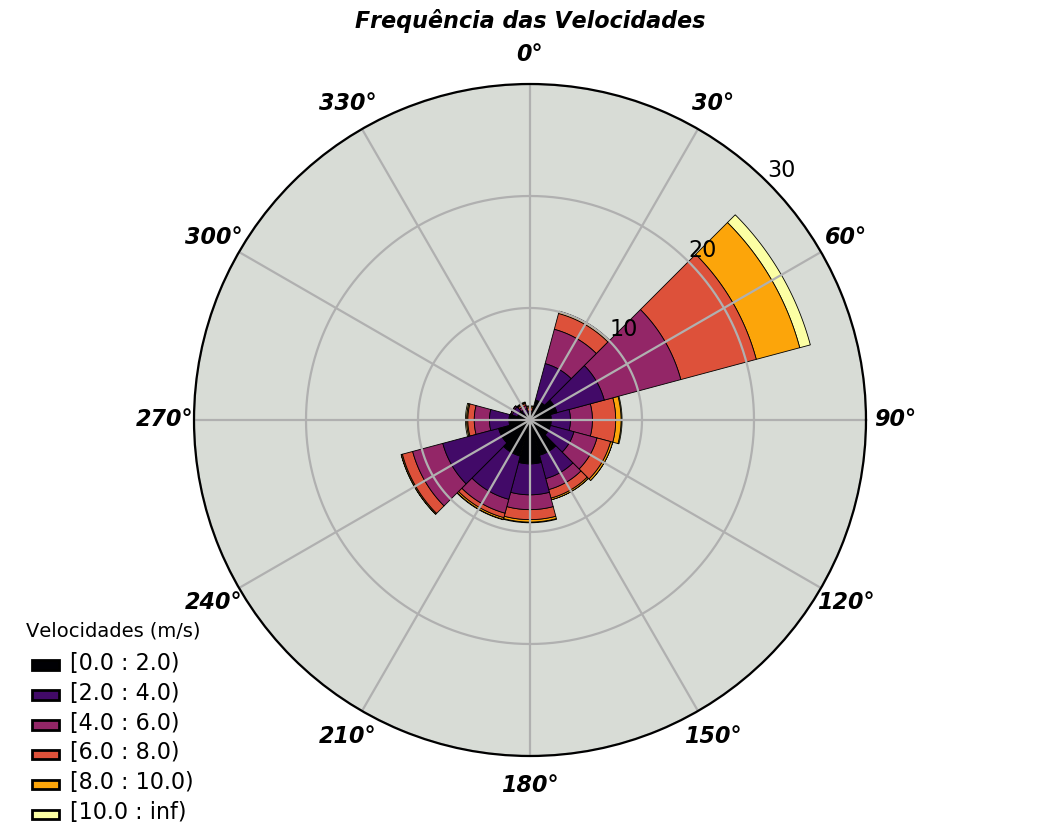 Frequência das Velocidades
0°
330°
30°
30
300°
60°
20
10
270°
90°
240°
120°
Velocidades (m/s)
[0.0 : 2.0)
[2.0 : 4.0)
[4.0 : 6.0)
210°
150°
[6.0 : 8.0)
180°
[8.0 : 10.0)
[10.0 : inf)